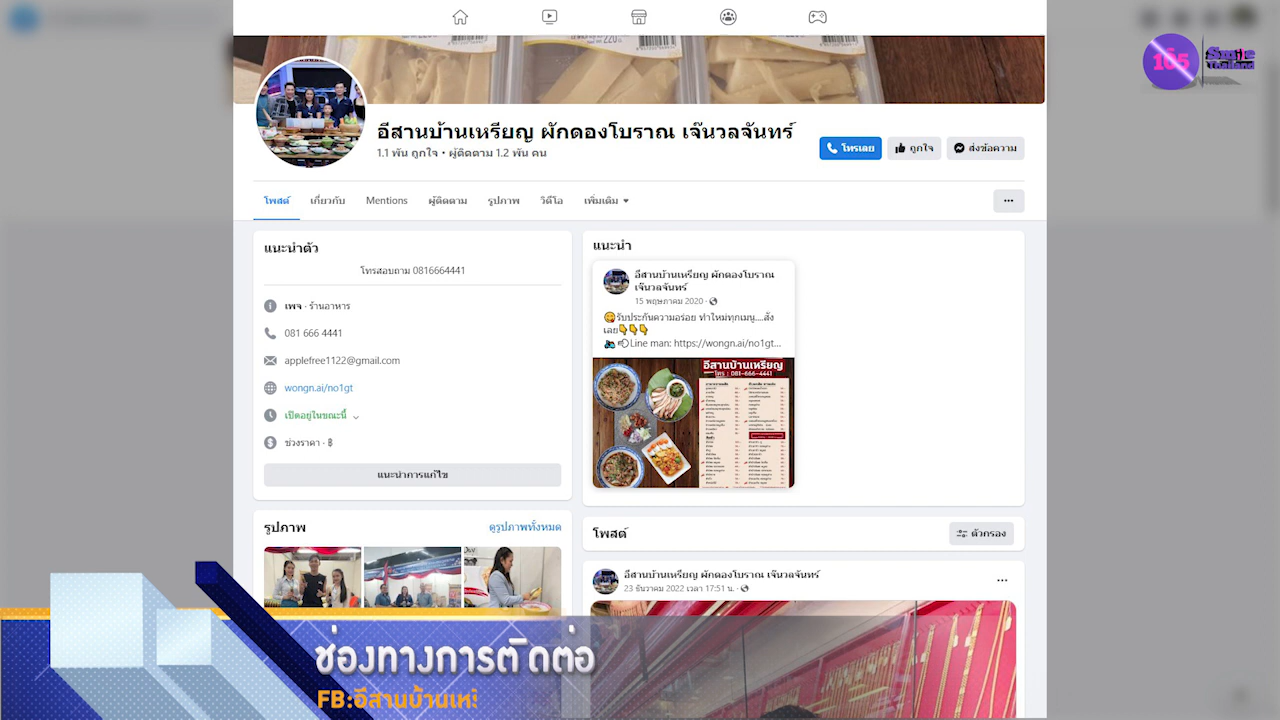 165 Smile Thailand
อีสานบ้านเหรียญ ผักดองโบราณ เจ๊นวลจันทร์
1.1 พัน ถูกใจ • ผู้ติดตาม 1.2 พัน คน
โทรเลย
ถูกใจ
ส่งข้อความ
โพสต์ เกี่ยวกับ Mentions ผู้ติดตาม รูปภาพ วิดีโอ เพิ่มเติม
แนะนำตัว
โทรสอบถาม 0816664441
เพจ · ร้านอาหาร
081 666 4441
applefree1122@gmail.com
wongn.ai/no1gt
เปิดอยู่ในขณะนี้
ช่วงราคา · ฿
แนะนำการแก้ไข
รูปภาพ
ดูรูปภาพทั้งหมด
แนะนำ
อีสานบ้านเหรียญ ผักดองโบราณ
เจ๊นวลจันทร์
15 พฤษภาคม 2020 ·
😋รับประกันความอร่อย ทำใหม่ทุกเมนู....สั่ง
เลย👇👇👇
Line man: https://wongn.ai/no1gt...
อีสานบ้านเหรียญ
โทร : 081-666-4441
โพสต์
ตัวกรอง
อีสานบ้านเหรียญ ผักดองโบราณ เจ๊นวลจันทร์
23 ธันวาคม 2022 เวลา 17:51 น. ·
ช่องทางการติดต่อ
FB:อีสานบ้านเห